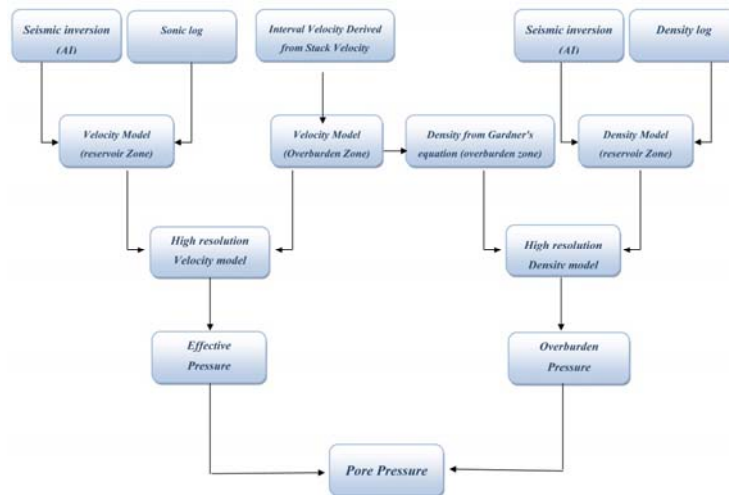 Seismic inversion
(AI)
Sonic log
Interval Velocity Derived
from Stack Velocity
Seismic inversion
(AI)
Density log
Velocity Model
(reservoir Zone)
Velocity Model
(Overburden Zone)
Density from Gardner's
equation (overburden zone)
Density Model
(reservoir Zone)
High resolution
Velocity model
High resolution
Density model
Effective
Pressure
Overburden
Pressure
Pore Pressure